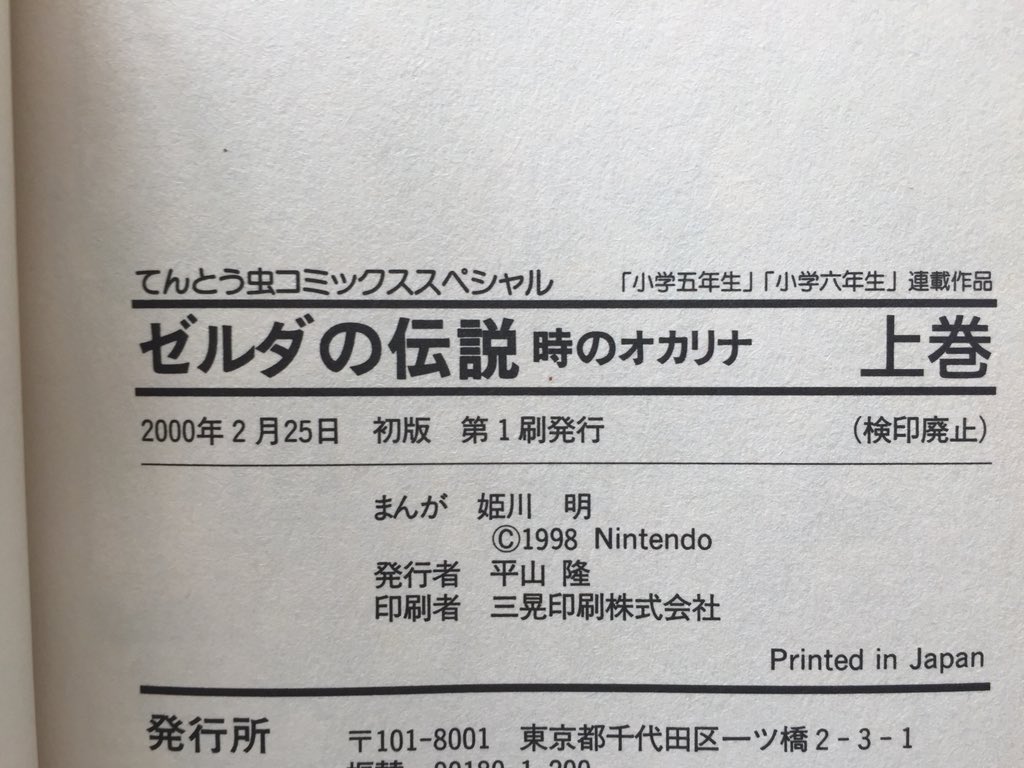 てんとう虫コミックススペシャル 「小学五年生」「小学六年生」連載作品
ゼルダの伝説 時のオカリナ 上巻
2000年2月25日 初版 第1刷発行 (検印廃止)
まんが 姫川 明
©1998 Nintendo
発行者 平山 隆
印刷者 三晃印刷株式会社
Printed in Japan
発行所 〒101-8001 東京都千代田区一ツ橋2-3-1